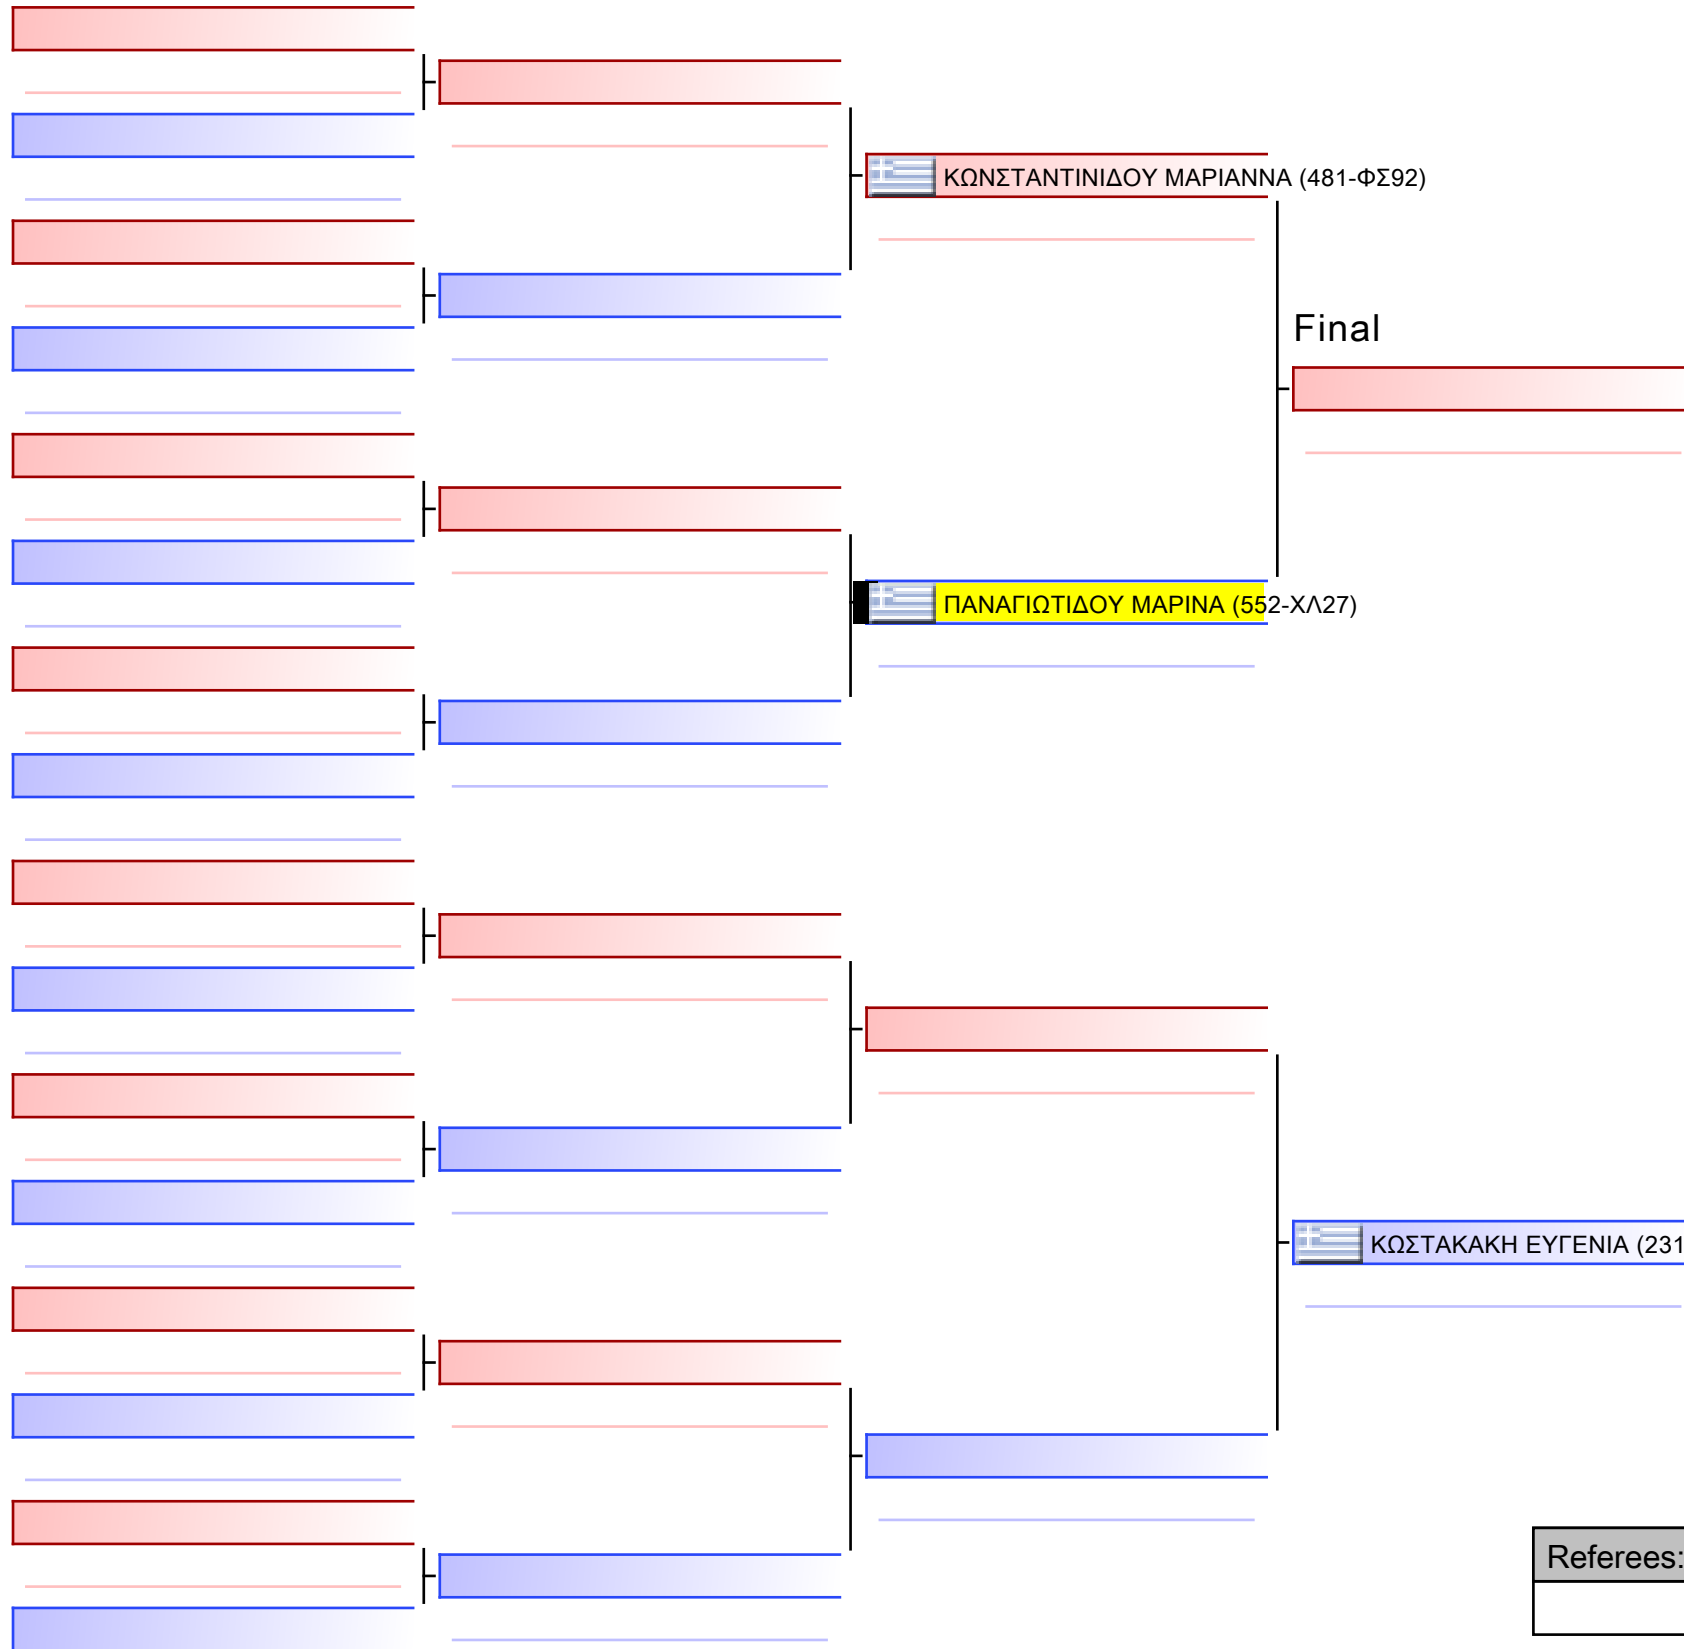 ΚΩΝΣΤΑΝΤΙΝΙΔΟΥ ΜΑΡΙΑΝΝΑ (481-ΦΣ92)
Final
ΠΑΝΑΓΙΩΤΙΔΟΥ ΜΑΡΙΝΑ (552-ΧΛ27)
ΚΩΣΤΑΚΑΚΗ ΕΥΓΕΝΙΑ (231
Referees: